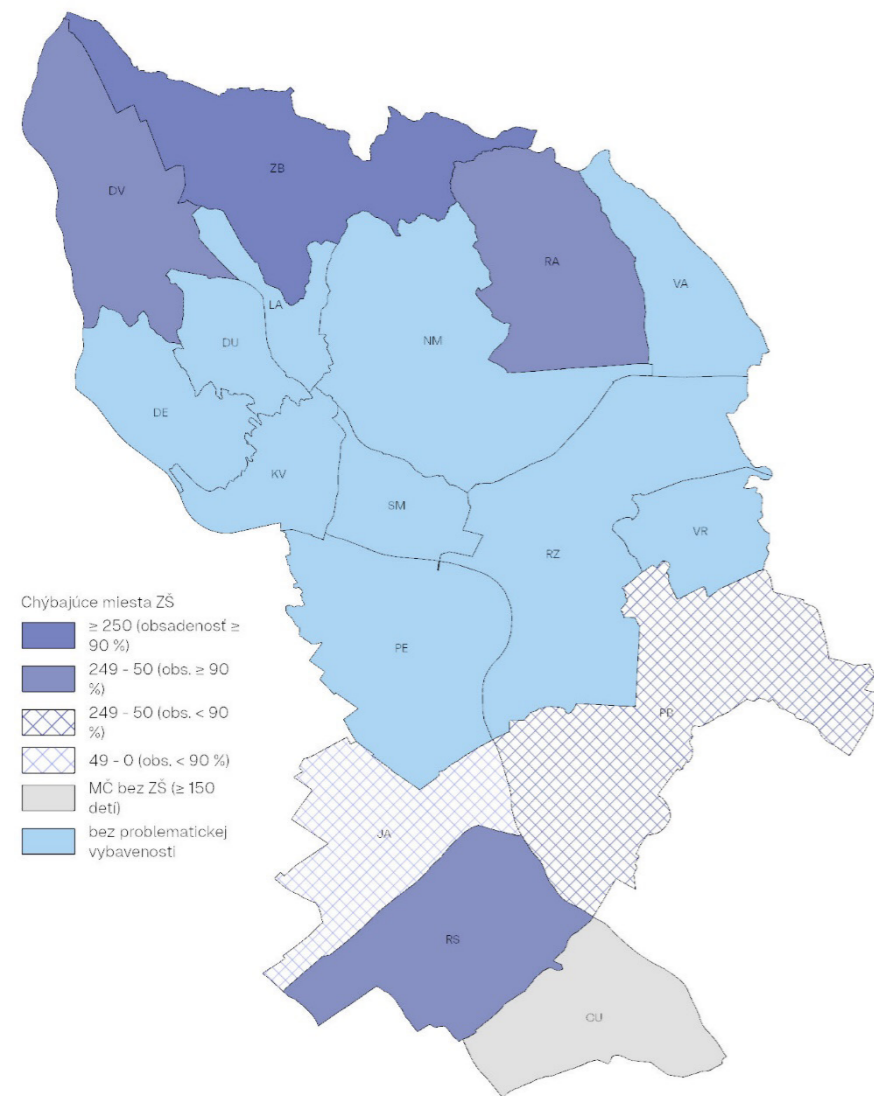 ZB
DV
RA
VA
LA
NM
DU
DE
KV
SM
RZ
VR
PE
PB
JA
RS
CU
Chýbajúce miesta ZŠ
≥ 250 (obsadenosť ≥
90 %)
249 - 50 (obs. ≥ 90
%)
249 - 50 (obs. < 90
%)
49 - 0 (obs. < 90 %)
MČ bez ZŠ (≥ 150
detí)
bez problematickej
vybavenosti